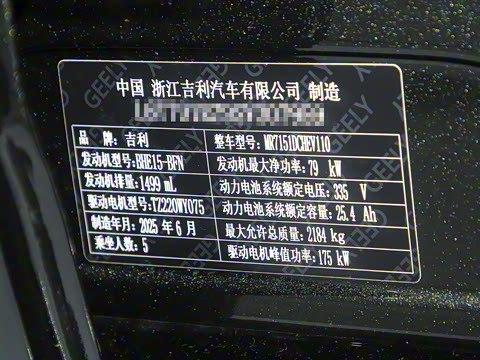 中国 浙江吉利汽车有限公司 制造
品 牌: 吉利
整车型号: MR7151DCHEV110
发动机型号: BHE15-BFN
发动机最大净功率: 79 kW
发动机排量: 1499 mL
动力电池系统额定电压: 335 V
驱动电机型号: TZ220WY075
动力电池系统额定容量: 25.4 Ah
制造年月: 2025 年 6 月
最大允许总质量: 2184 kg
乘坐人数: 5
驱动电机峰值功率: 175 kW
GEELY